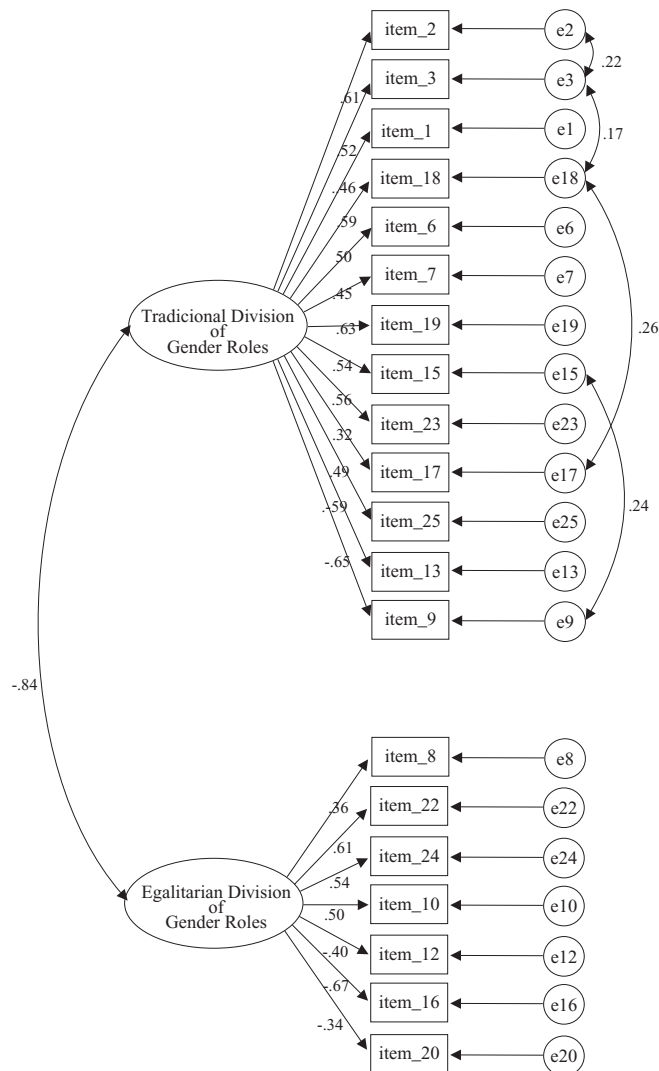 item_2
e2
.22
item_3
e3
.61
item_1
e1
.17
.52
item_18
e18
.46
item_6
e6
.59
item_7
e7
.50
.45
Tradicional Division
of
Gender Roles
.63
item_19
e19
.26
.54
item_15
e15
.56
item_23
e23
.32
item_17
e17
.49
item_25
e25
.24
-.59
item_13
e13
-.65
item_9
e9
-.84
item_8
e8
.36
item_22
e22
.61
item_24
e24
.54
Egalitarian Division
of
Gender Roles
.50
item_10
e10
-.40
item_12
e12
-.67
item_16
e16
-.34
item_20
e20